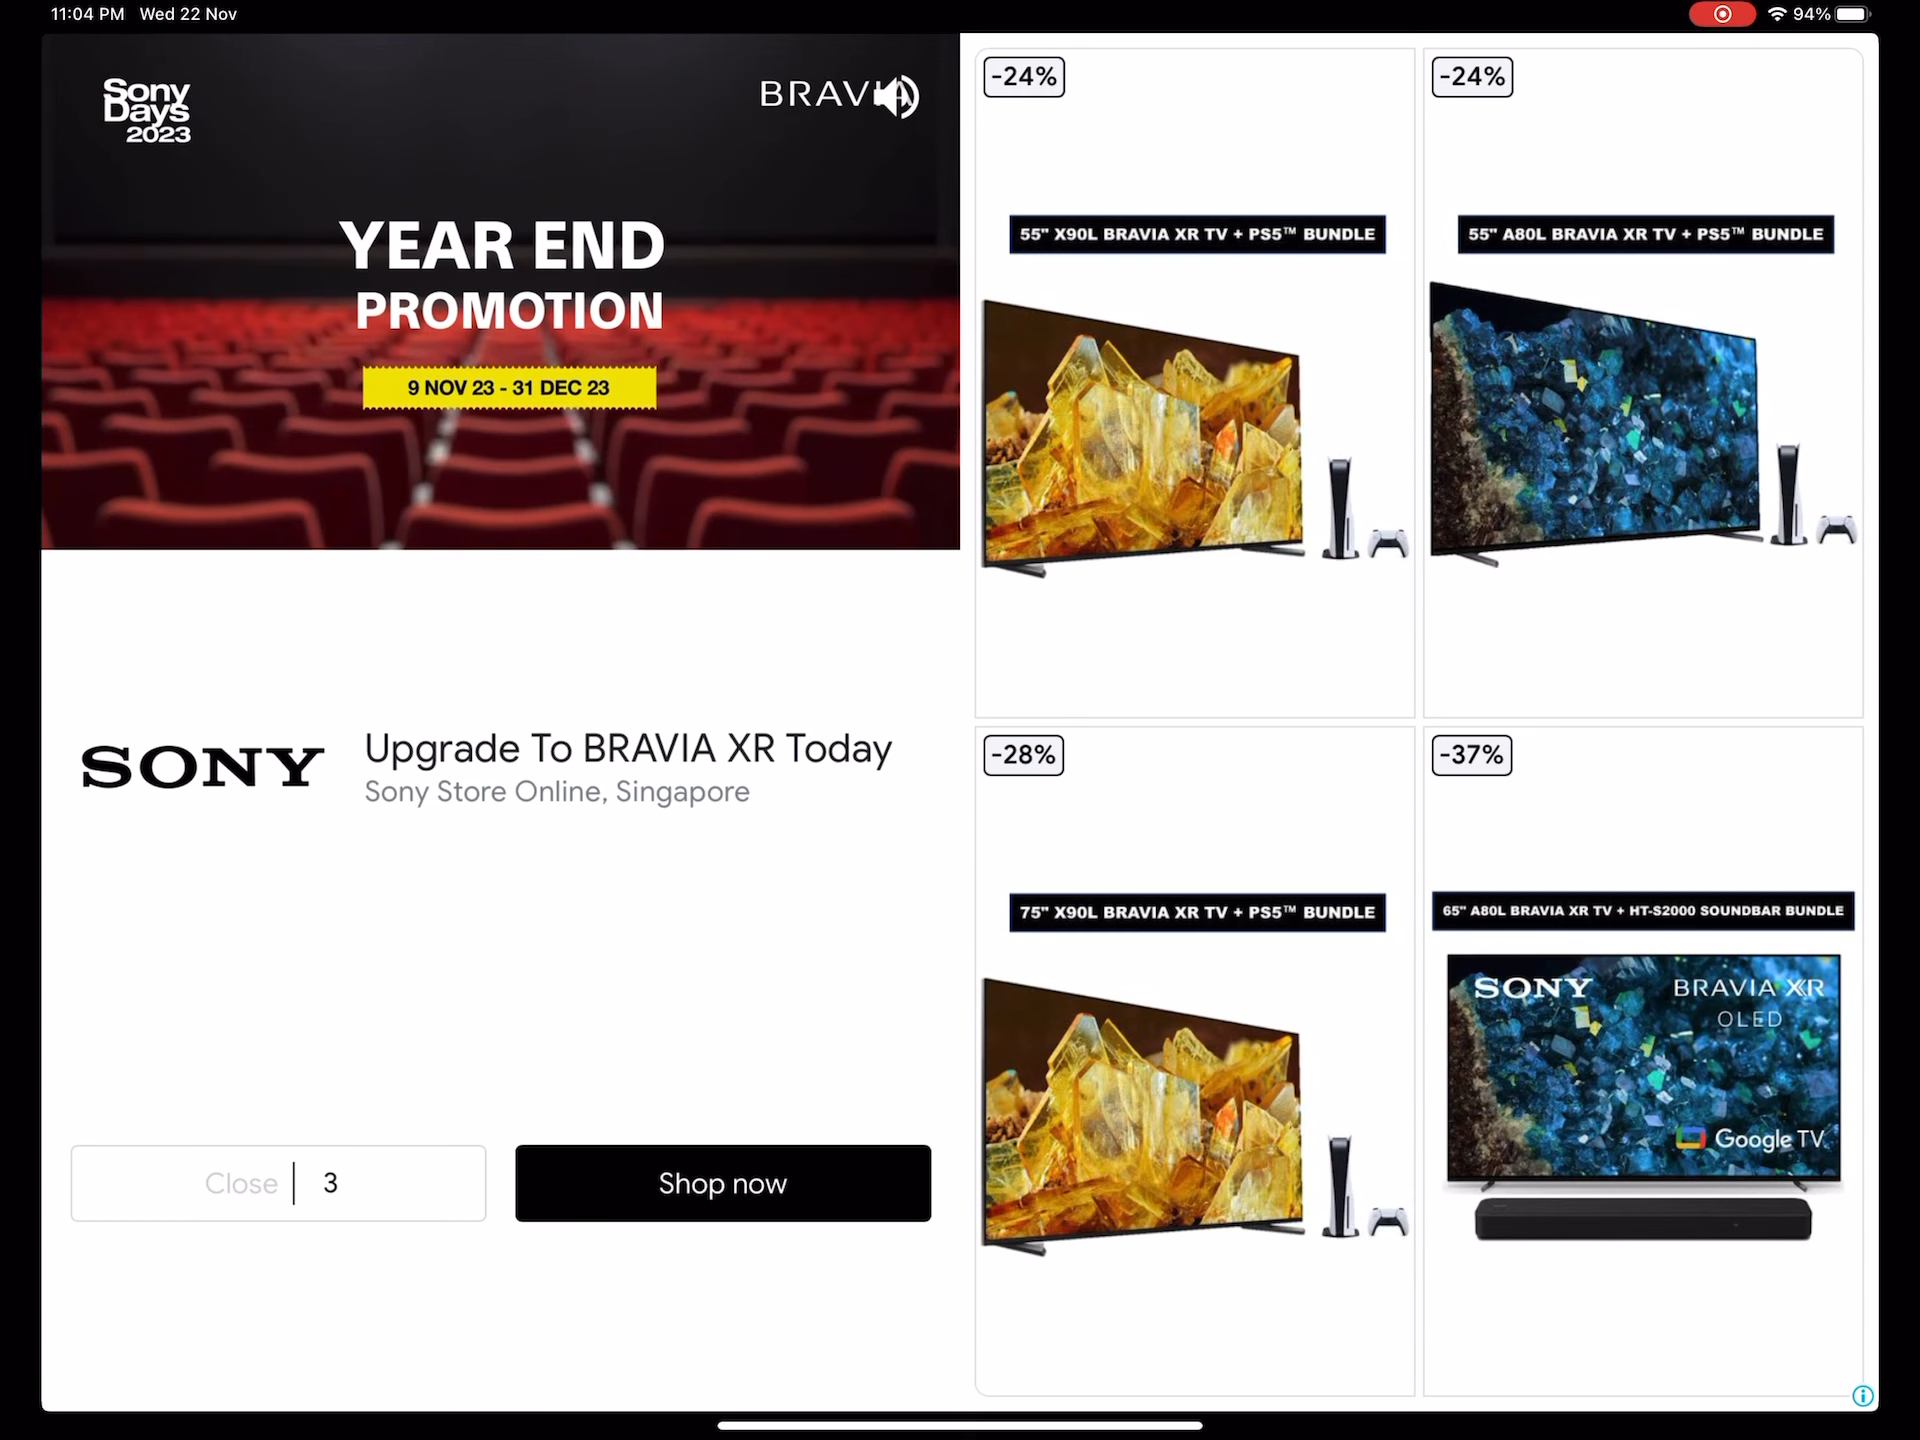 11:04 PM Wed 22 Nov
94%
Sony
Days
2023
BRAVIA
YEAR END
PROMOTION
9 NOV 23 - 31 DEC 23
SONY
Upgrade To BRAVIA XR Today
Sony Store Online, Singapore
Close
3
Shop now
-24%
55" X90L BRAVIA XR TV + PS5™ BUNDLE
-24%
55" A80L BRAVIA XR TV + PS5™ BUNDLE
-28%
75" X90L BRAVIA XR TV + PS5™ BUNDLE
-37%
65" A80L BRAVIA XR TV + HT-S2000 SOUNDBAR BUNDLE
SONY
BRAVIA XR
OLED
Google TV